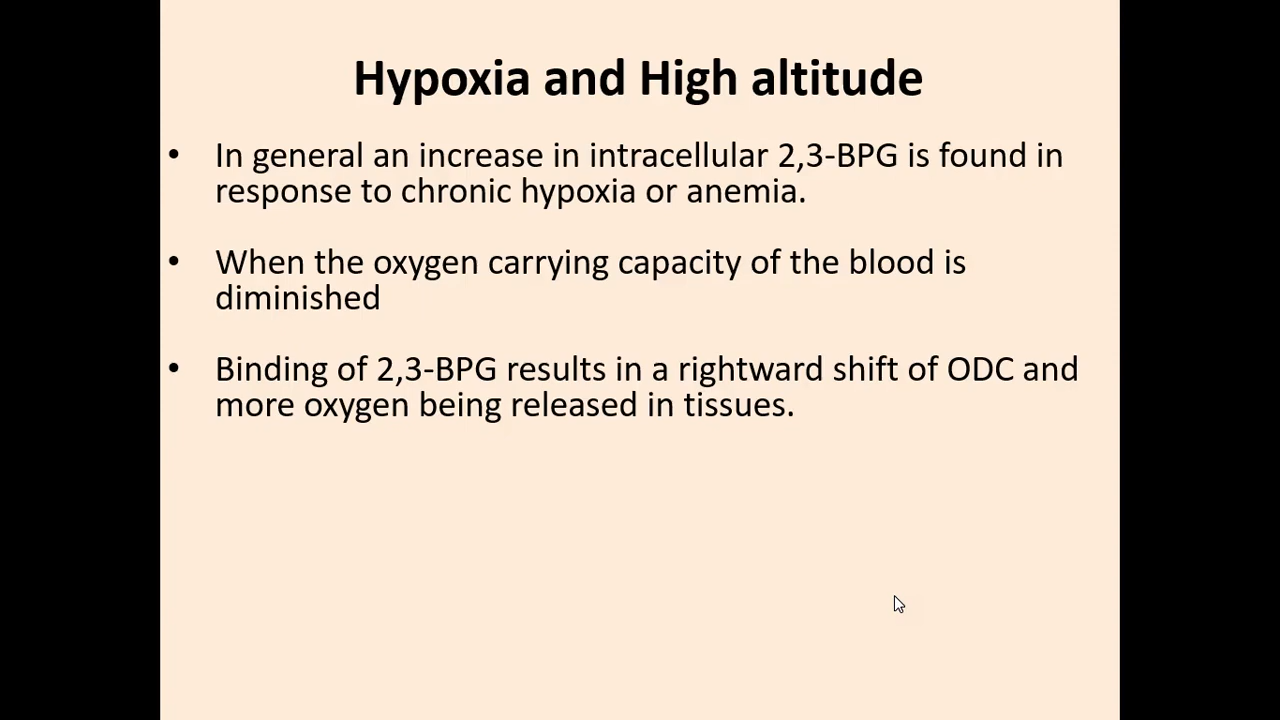 Hypoxia and High altitude
• In general an increase in intracellular 2,3-BPG is found in
response to chronic hypoxia or anemia.
• When the oxygen carrying capacity of the blood is
diminished
• Binding of 2,3-BPG results in a rightward shift of ODC and
more oxygen being released in tissues.